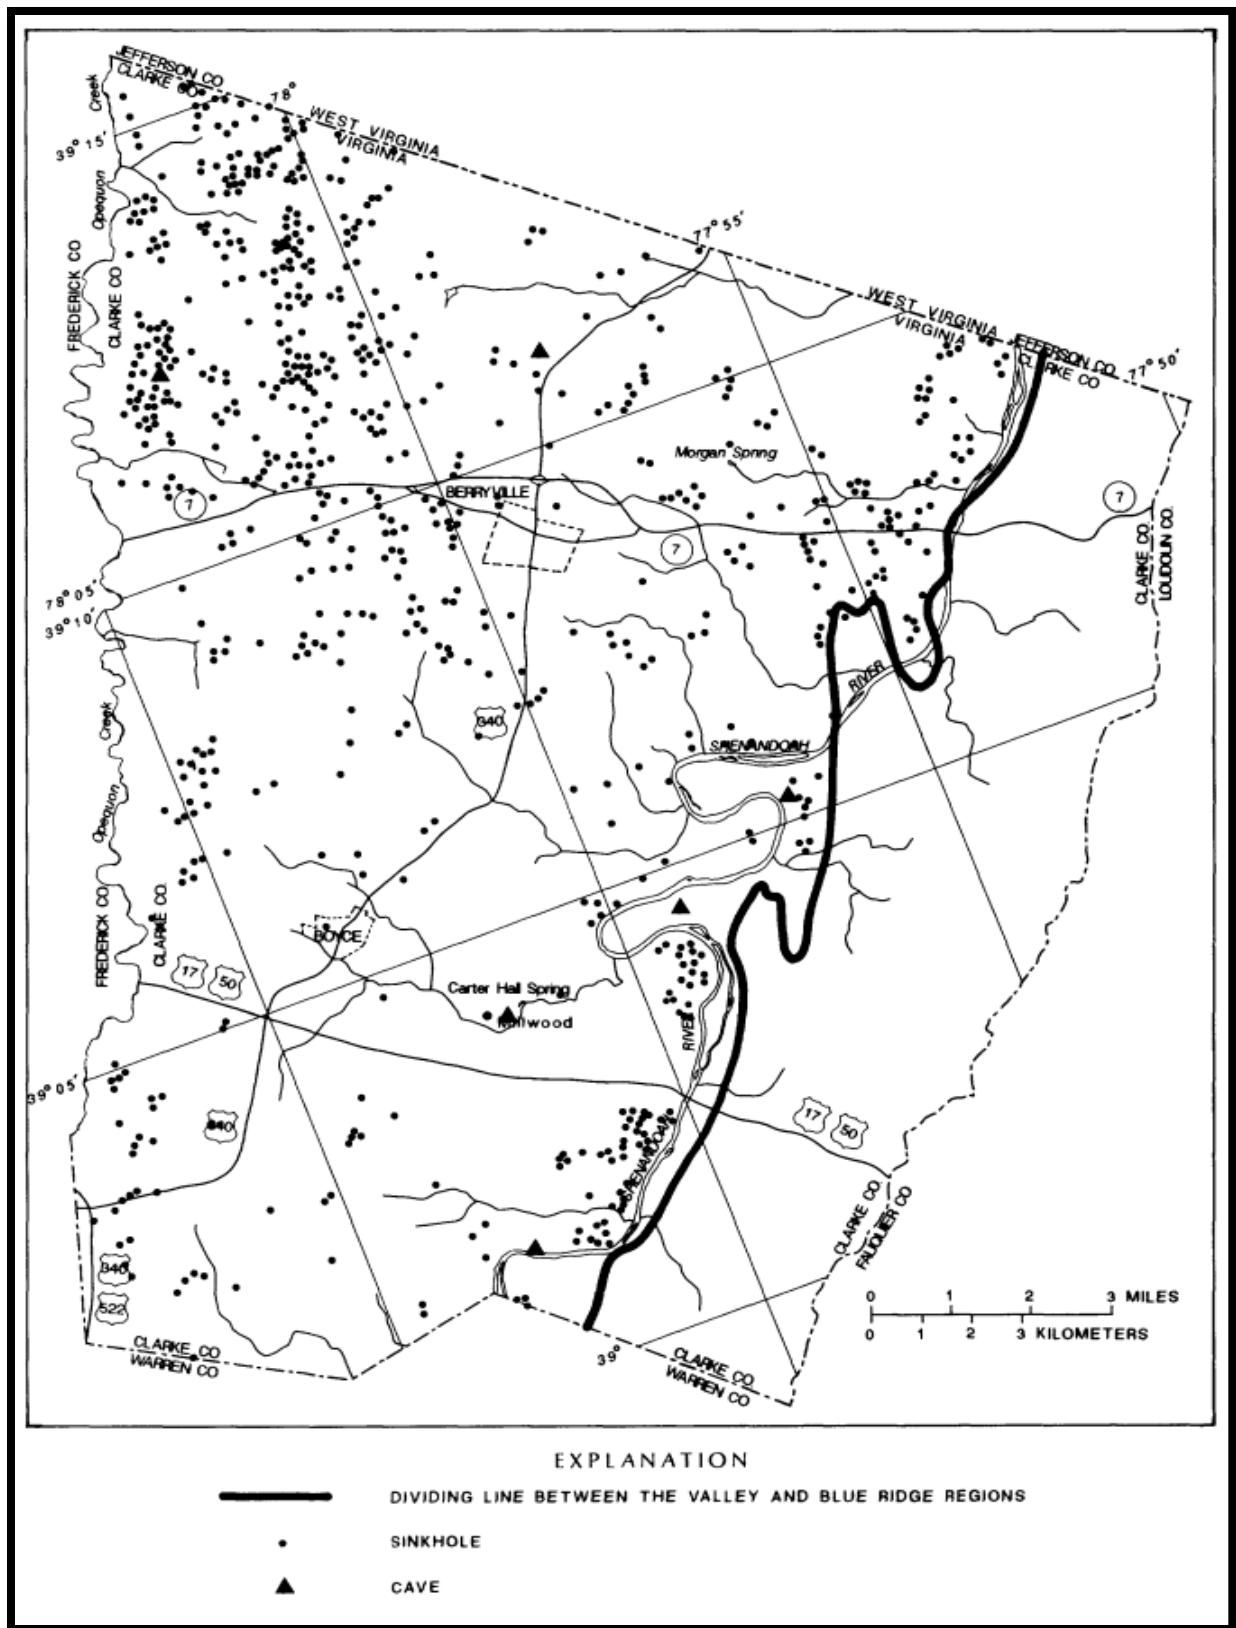 JEFFERSON CO
CLARKE CO
78°
WEST VIRGINIA
VIRGINIA
Creek
39° 15'
Opequon
77° 55'
FREDERICK CO
CLARKE CO
WEST VIRGINIA
VIRGINIA
JEFFERSON CO
CLARKE CO
77° 50'
Morgan Spring
7
BERRYVILLE
7
7
CLARKE CO
LOUDOUN CO.
78° 05'
39° 10'
RIVER
340
SHENANDOAH
Creek
Opequon
FREDERICK CO
CLARKE CO.
BOYCE
17 50
Carter Hall Spring
Millwood
RIVER
39° 05'
340
17 50
SHENANDOAH
CLARKE CO.
FAUQUIER CO
340
522
0 1 2 3 MILES
0 1 2 3 KILOMETERS
CLARKE CO
WARREN CO
39°
CLARKE CO
WARREN CO
EXPLANATION
DIVIDING LINE BETWEEN THE VALLEY AND BLUE RIDGE REGIONS
SINKHOLE
CAVE